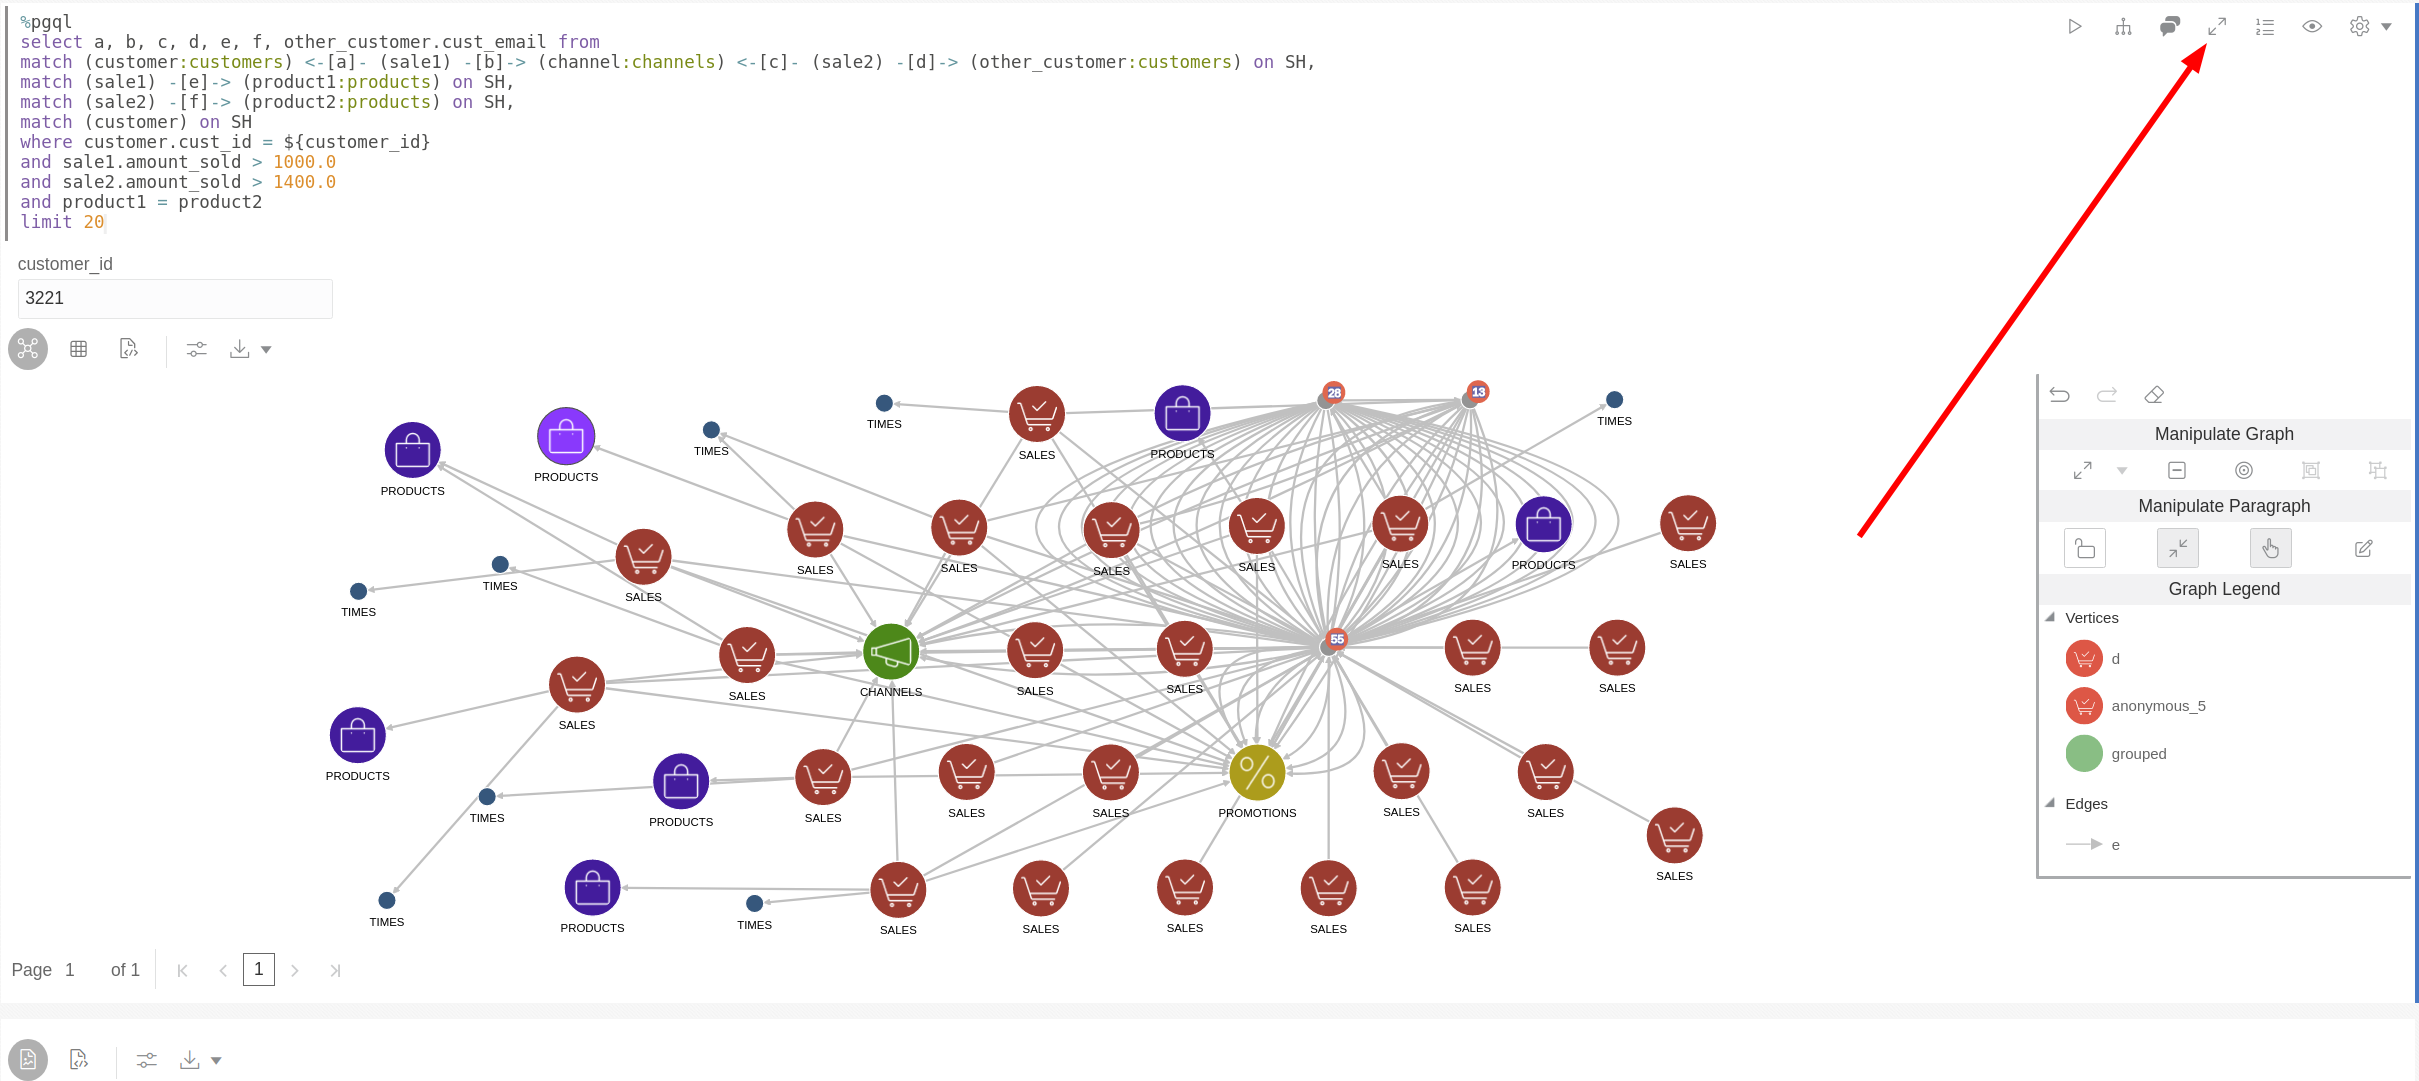 %pgql
select a, b, c, d, e, f, other_customer.cust_email from
match (customer:customers) <-[a]- (sale1) -[b]-> (channel:channels) <-[c]- (sale2) -[d]-> (other_customer:customers) on SH,
match (sale1) -[e]-> (product1:products) on SH,
match (sale2) -[f]-> (product2:products) on SH,
match (customer) on SH
where customer.cust_id = ${customer_id}
and sale1.amount_sold > 1000.0
and sale2.amount_sold > 1400.0
and product1 = product2
limit 20
customer_id
3221
28
13
TIMES
TIMES
SALES
PRODUCTS
TIMES
PRODUCTS
PRODUCTS
SALES
SALES
SALES
SALES
SALES
PRODUCTS
SALES
TIMES
TIMES
SALES
55
SALES
CHANNELS
SALES
SALES
SALES
SALES
SALES
PRODUCTS
TIMES
PRODUCTS
SALES
SALES
SALES
PROMOTIONS
SALES
SALES
SALES
TIMES
PRODUCTS
TIMES
SALES
SALES
SALES
SALES
SALES
Manipulate Graph
Manipulate Paragraph
Graph Legend
Vertices
d
anonymous_5
grouped
Edges
e
Page 1 of 1 1